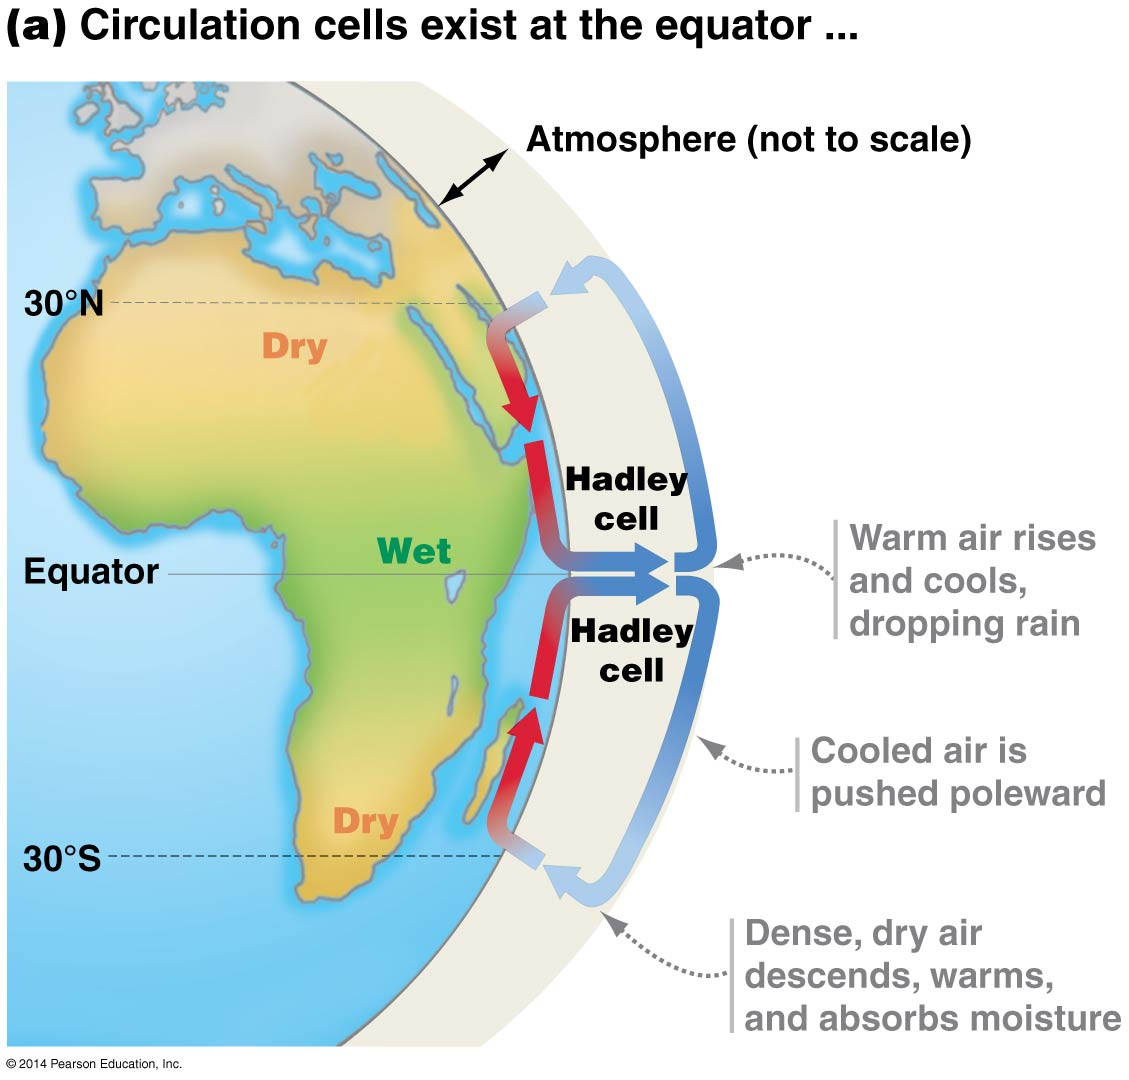 (a) Circulation cells exist at the equator ...
Atmosphere (not to scale)
30°N
Dry
Hadley
cell
Wet
Equator
Warm air rises
and cools,
dropping rain
Hadley
cell
Cooled air is
pushed poleward
Dry
30°S
Dense, dry air
descends, warms,
and absorbs moisture
© 2014 Pearson Education, Inc.